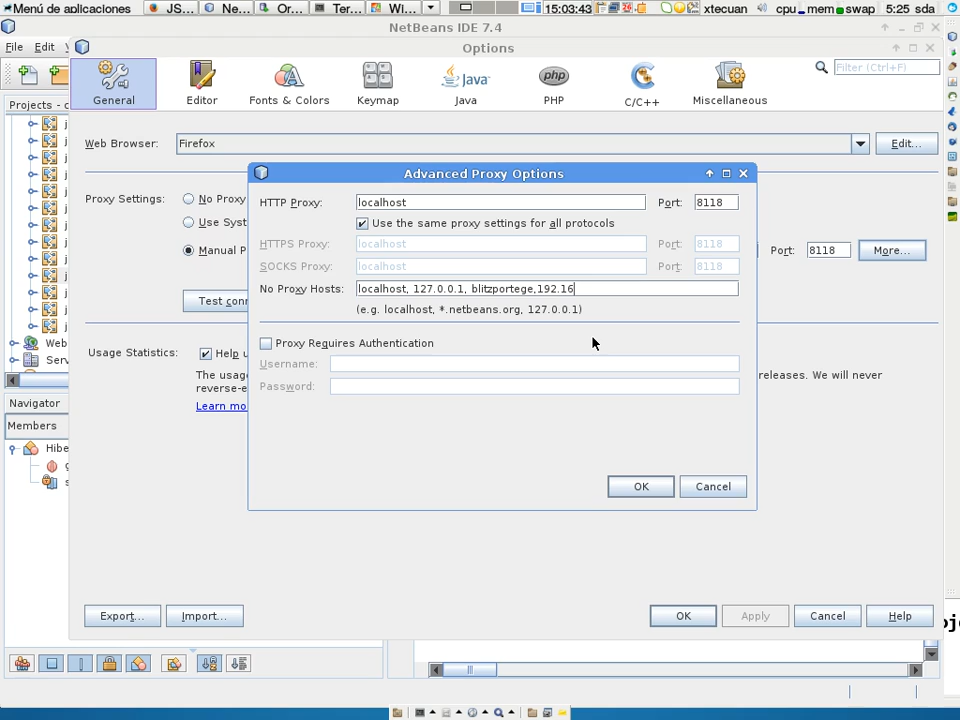 Menú de aplicaciones JS... Ne... Or... Ter... Wi... 15:03:43 xtecuan cpu mem swap 5:25 sda
NetBeans IDE 7.4
File Edit
Options
General Editor Fonts & Colors Keymap Java PHP C/C++ Miscellaneous
Java
php
Filter (Ctrl+F)
Projects
Web Browser: Firefox Edit...
Advanced Proxy Options
HTTP Proxy: localhost Port: 8118
Use the same proxy settings for all protocols
HTTPS Proxy: localhost Port: 8118
SOCKS Proxy: localhost Port: 8118
No Proxy Hosts: localhost, 127.0.0.1, blitzportege,192.16
(e.g. localhost, *.netbeans.org, 127.0.0.1)
Proxy Requires Authentication
Username:
Password:
OK Cancel
Proxy Settings: No Proxy
Use Syst
Manual P Port: 8118 More...
Test conn
Usage Statistics: Help u
The usag releases. We will never
reverse-e
Learn mo
Web
Serv
Navigator
Members
Hibe
Export... Import... OK Apply Cancel Help